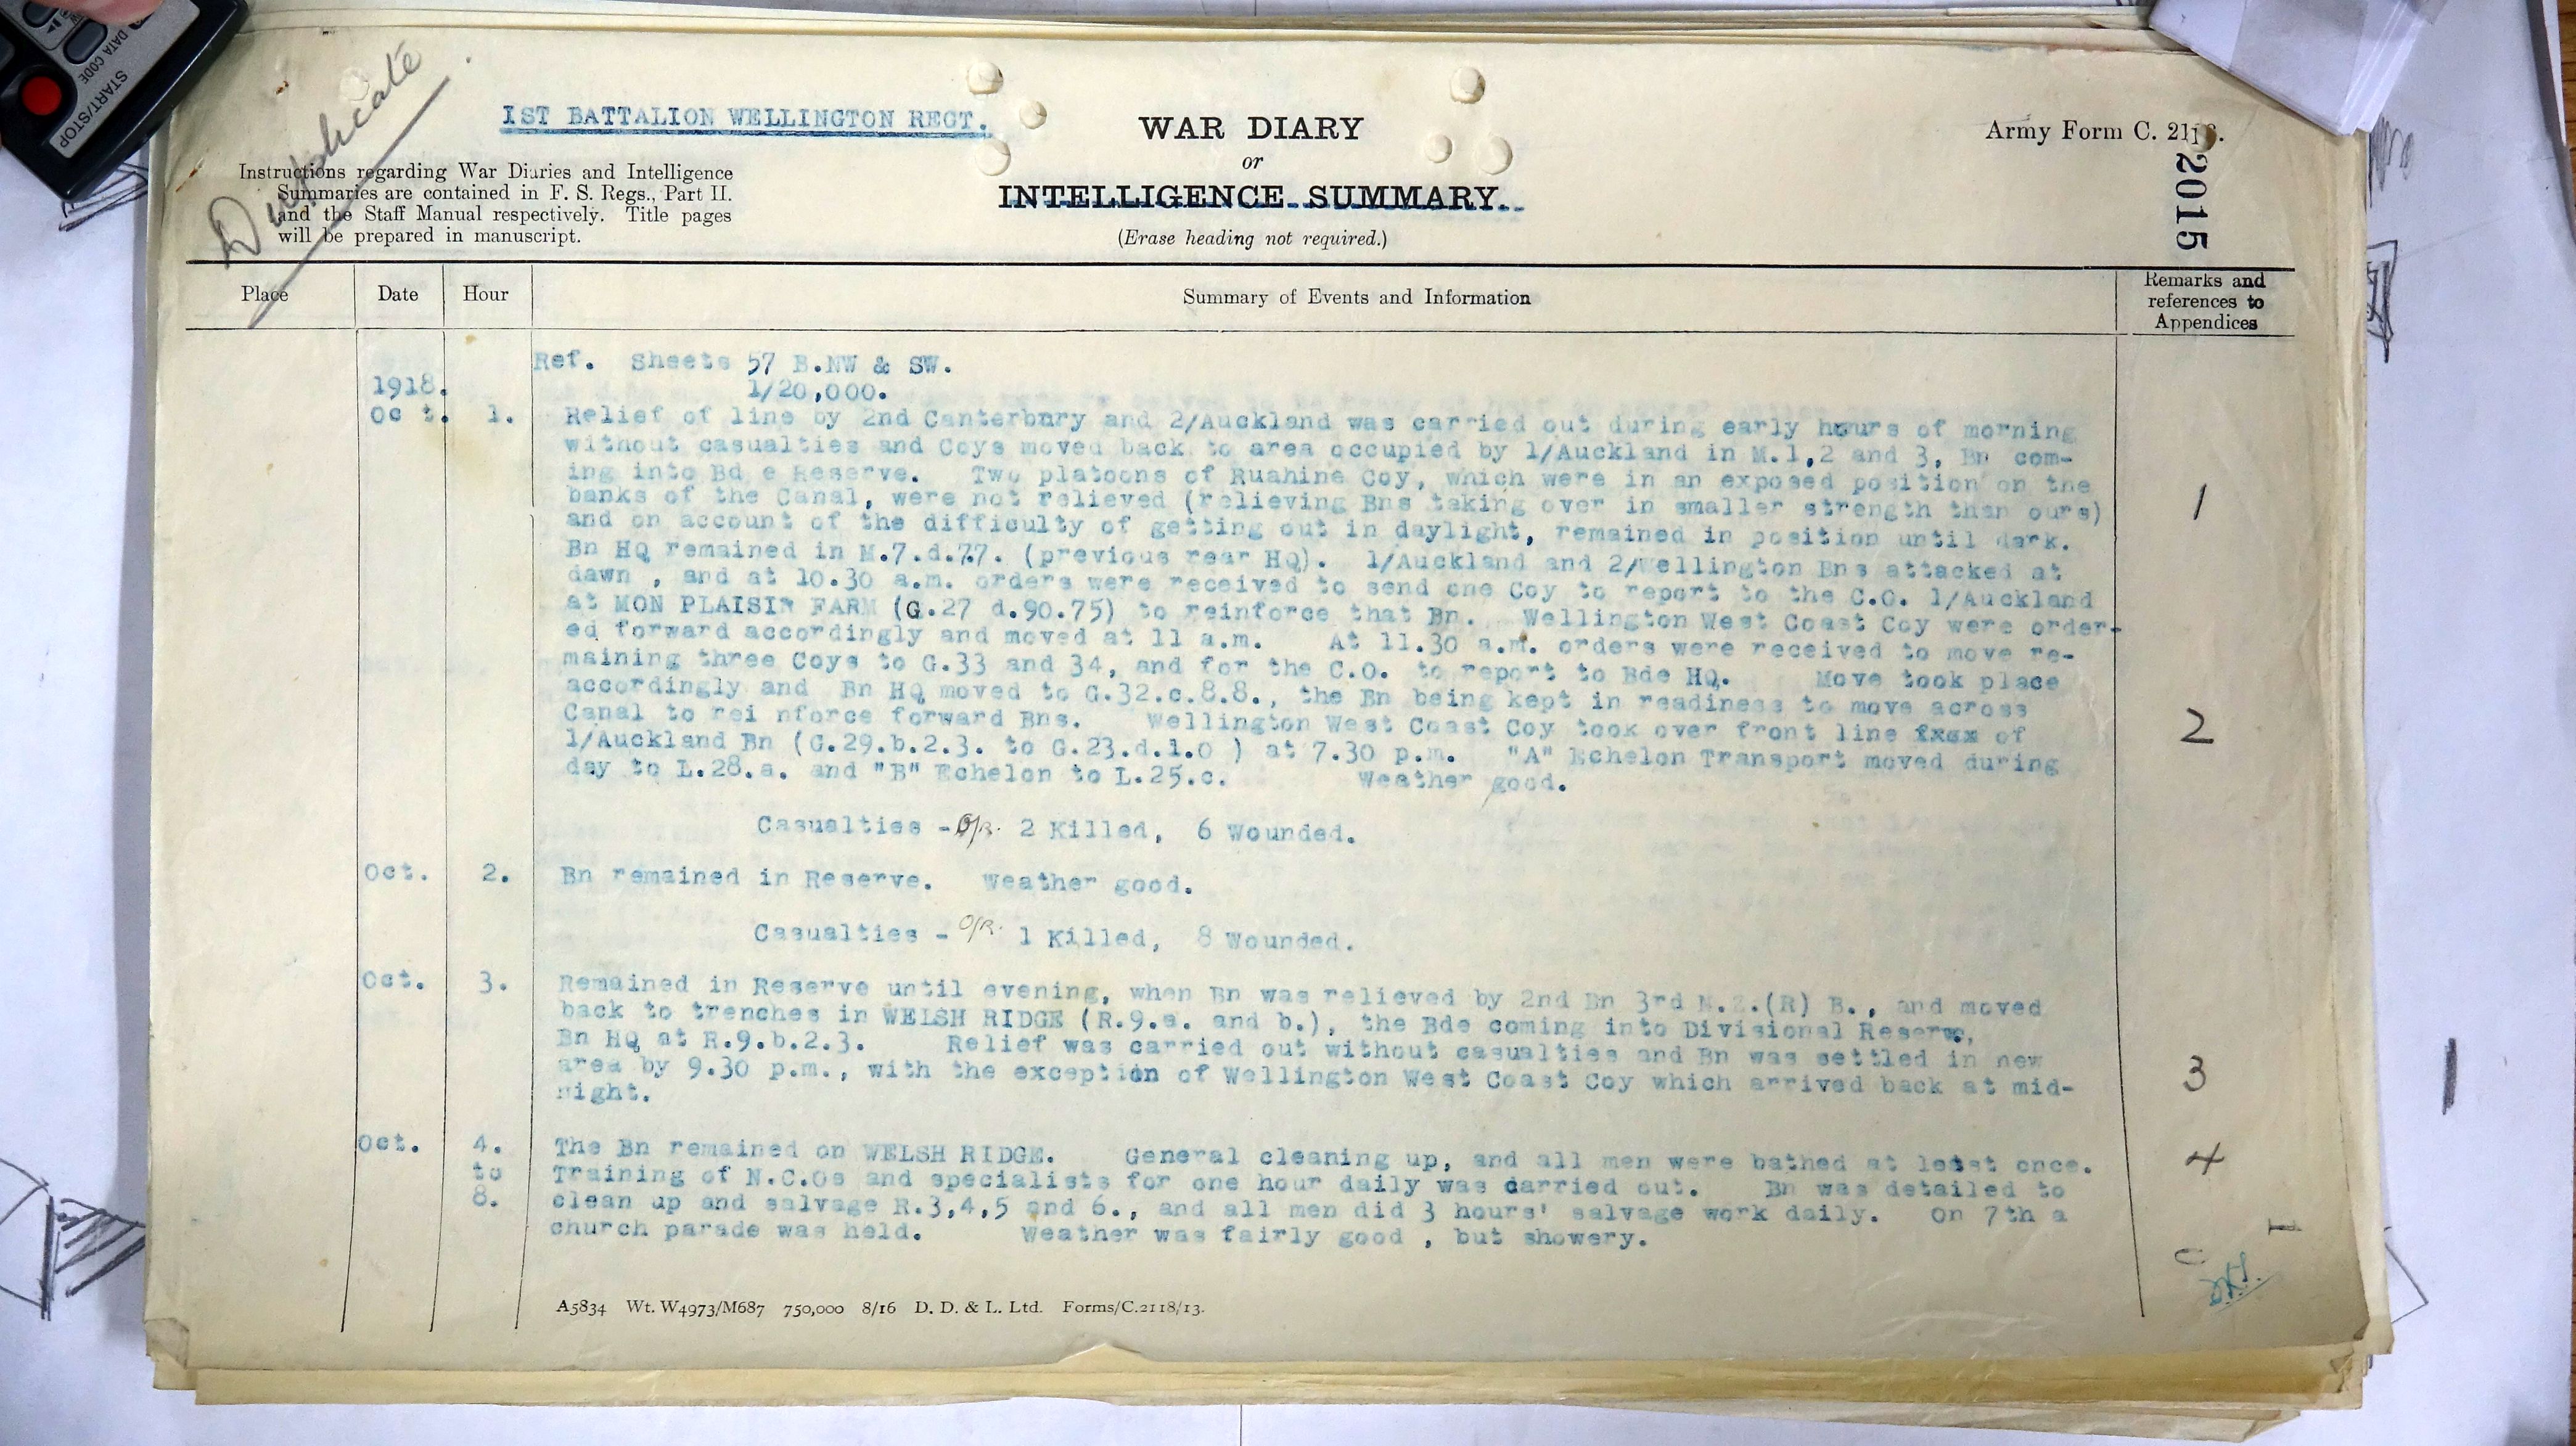 Duplicate.
1ST BATTALION WELLINGTON REGT.
WAR DIARY
or
INTELLIGENCE SUMMARY.
(Erase heading not required.)
Army Form C. 2118.
2015
Instructions regarding War Diaries and Intelligence
Summaries are contained in F. S. Regs., Part II.
and the Staff Manual respectively. Title pages
will be prepared in manuscript.
Place Date Hour Summary of Events and Information Remarks and references to Appendices
Ref. Sheets 57 B.NW & SW.
1918. 1/20,000.
Oct. 1. Relief of line by 2nd Canterbury and 2/Auckland was carried out during early hours of morning
without casualties and Coys moved back to area occupied by 1/Auckland in M.1,2 and 3, Bn com-
ing into Bd e Reserve. Two platoons of Ruahine Coy, which were in an exposed position on the
banks of the Canal, were not relieved (relieving Bns taking over in smaller strength than ours) 1
and on account of the difficulty of getting out in daylight, remained in position until dark.
Bn HQ remained in M.7.d.7.7. (previous rear HQ). 1/Auckland and 2/Wellington Bns attacked at
dawn , and at 10.30 a.m. orders were received to send one Coy to report to the C.O. 1/Auckland
at MON PLAISIR FARM (G.27 d.90.75) to reinforce that Bn. Wellington West Coast Coy were order-
ed forward accordingly and moved at 11 a.m. At 11.30 a.m. orders were received to move re-
maining three Coys to G.33 and 34, and for the C.O. to report to Bde HQ. Move took place
accordingly and Bn HQ moved to G.32.c.8.8., the Bn being kept in readiness to move across
Canal to rei nforce forward Bns. Wellington West Coast Coy took over front line of 2
1/Auckland Bn (G.29.b.2.3. to G.23.d.1.0 ) at 7.30 p.m. "A" Echelon Transport moved during
day to L.28.a. and "B" Echelon to L.25.c. Weather good.
Casualties - O/R. 2 Killed, 6 Wounded.
Oct. 2. Bn remained in Reserve. Weather good.
Casualties - O/R. 1 Killed, 8 Wounded.
Oct. 3. Remained in Reserve until evening, when Bn was relieved by 2nd Bn 3rd N.Z.(R) B., and moved
back to trenches in WELSH RIDGE (R.9.a. and b.), the Bde coming into Divisional Reserve,
Bn HQ at R.9.b.2.3. Relief was carried out without casualties and Bn was settled in new
area by 9.30 p.m., with the exception of Wellington West Coast Coy which arrived back at mid- 3
night.
Oct. 4. The Bn remained on WELSH RIDGE. General cleaning up, and all men were bathed at least once. 4
to Training of N.C.Os and specialists for one hour daily was carried out. Bn was detailed to
8. clean up and salvage R.3,4,5 and 6., and all men did 3 hours' salvage work daily. On 7th a
church parade was held. Weather was fairly good , but showery.
A5834 Wt. W4973/M687 750,000 8/16 D. D. & L. Ltd. Forms/C.2118/13.
DATA CODE
START/STOP